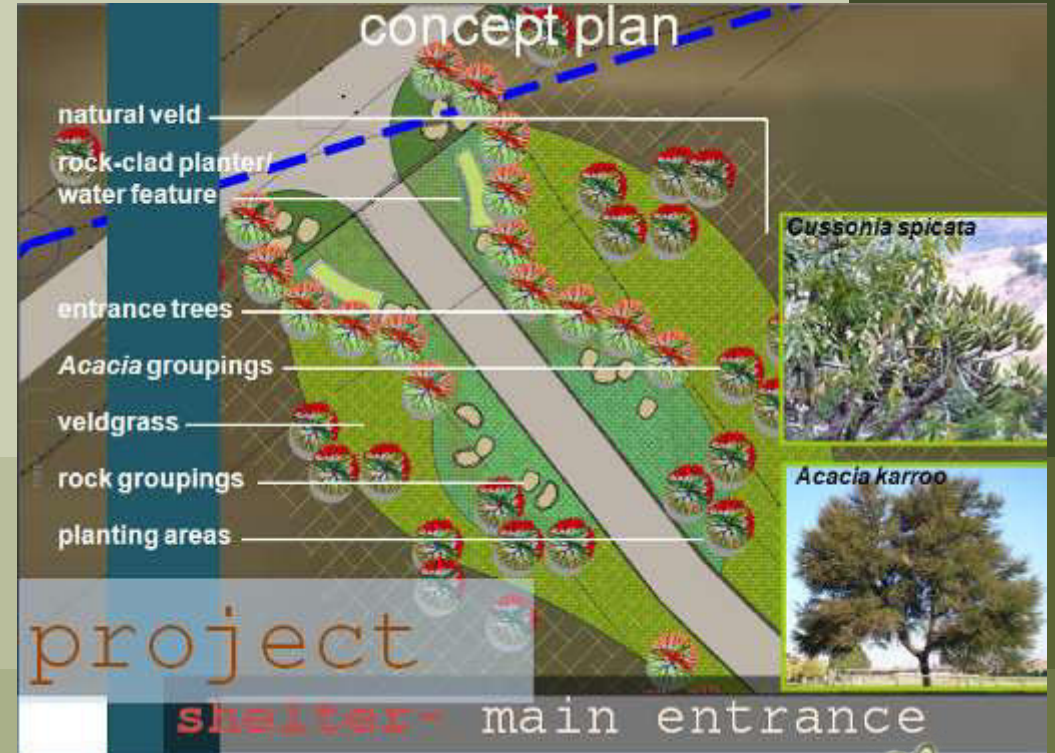 concept plan
natural veld
rock-clad planter/
water feature
Cussonia spicata
entrance trees
Acacia groupings
veldgrass
rock groupings
Acacia karroo
planting areas
project
shelter- main entrance